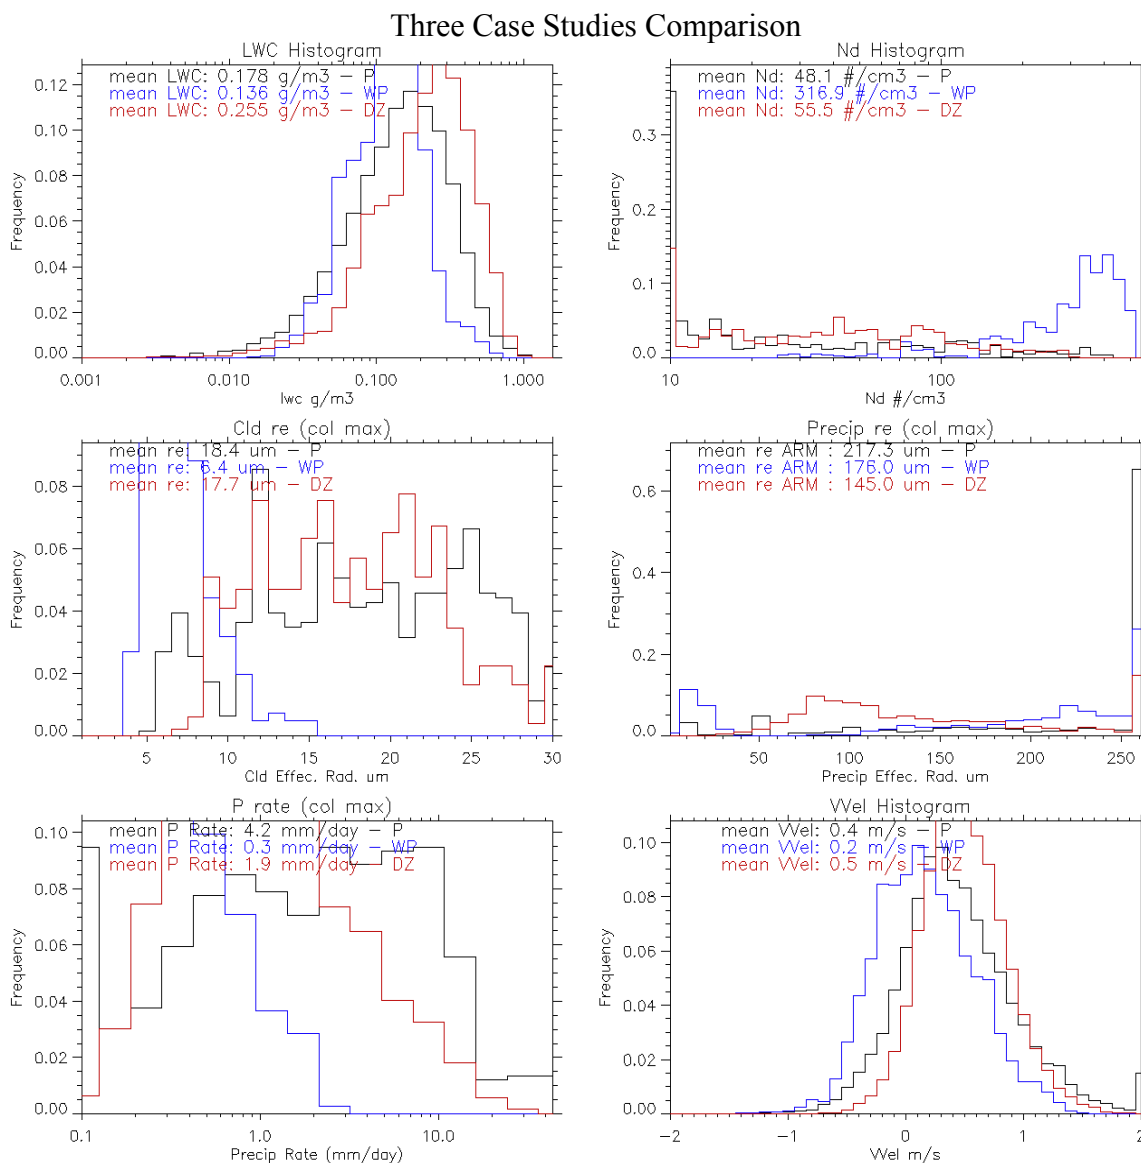 Three Case Studies Comparison
LWC Histogram
mean LWC: 0.178 g/m3 – P
mean LWC: 0.136 g/m3 – WP
mean LWC: 0.255 g/m3 – DZ
0.12
0.10
0.08
0.06
0.04
0.02
0.00
Frequency
0.001
0.010
0.100
1.000
lwc g/m3
Nd Histogram
mean Nd: 48.1 #/cm3 – P
mean Nd: 316.9 #/cm3 – WP
mean Nd: 55.5 #/cm3 – DZ
0.3
0.2
0.1
0.0
Frequency
10
100
Nd #/cm3
Cld re (col max)
mean re: 18.4 um – P
mean re: 6.4 um – WP
mean re: 17.7 um – DZ
0.08
0.06
0.04
0.02
0.00
Frequency
5
10
15
20
25
30
Cld Effec. Rad. um
Precip re (col max)
mean re ARM : 217.3 um – P
mean re ARM : 176.0 um – WP
mean re ARM : 145.0 um – DZ
0.6
0.4
0.2
0.0
Frequency
50
100
150
200
250
Precip Effec. Rad. um
P rate (col max)
mean P Rate: 4.2 mm/day – P
mean P Rate: 0.3 mm/day – WP
mean P Rate: 1.9 mm/day – DZ
0.10
0.08
0.06
0.04
0.02
0.00
Frequency
0.1
1.0
10.0
Precip Rate (mm/day)
VVel Histogram
mean VVel: 0.4 m/s – P
mean VVel: 0.2 m/s – WP
mean VVel: 0.5 m/s – DZ
0.10
0.08
0.06
0.04
0.02
0.00
Frequency
−2
−1
0
1
2
VVel m/s